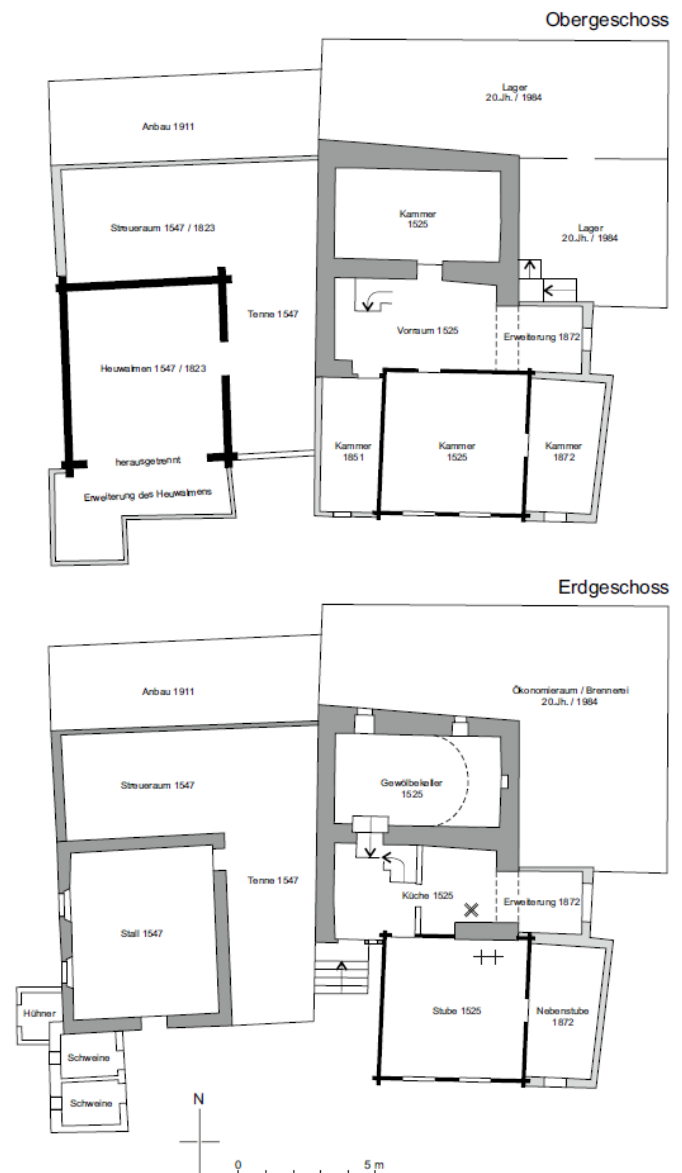 Obergeschoss
Lager
20.Jh. / 1984
Anbau 1911
Kammer
1525
Streueraum 1547 / 1823
Lager
20.Jh. / 1984
Tenne 1547
Vorraum 1525
Erweiterung 1872
Heuwalmen 1547 / 1823
Kammer
1851
Kammer
1525
Kammer
1872
herausgetrennt
Erweiterung des Heuwalmens
Erdgeschoss
Anbau 1911
Ökonomieraum / Brennerei
20.Jh. / 1984
Streueraum 1547
Gewölbekeller
1525
Tenne 1547
Küche 1525
Erweiterung 1872
Stall 1547
Stube 1525
Nebenstube
1872
Hühner
Schweine
Schweine
N
0
5 m